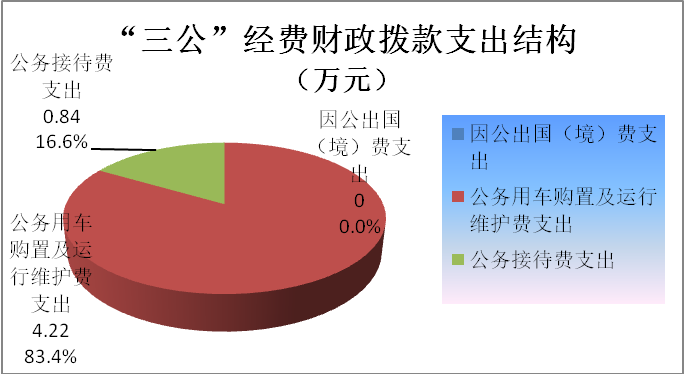 “三公”经费财政拨款支出结构
（万元）
公务接待费
支出
0.84
16.6%
因公出国
（境）费支
出
0
0.0%
公务用车
购置及运
行维护费
支出
4.22
83.4%
因公出国（境）费支
出
公务用车购置及运行
维护费支出
公务接待费支出